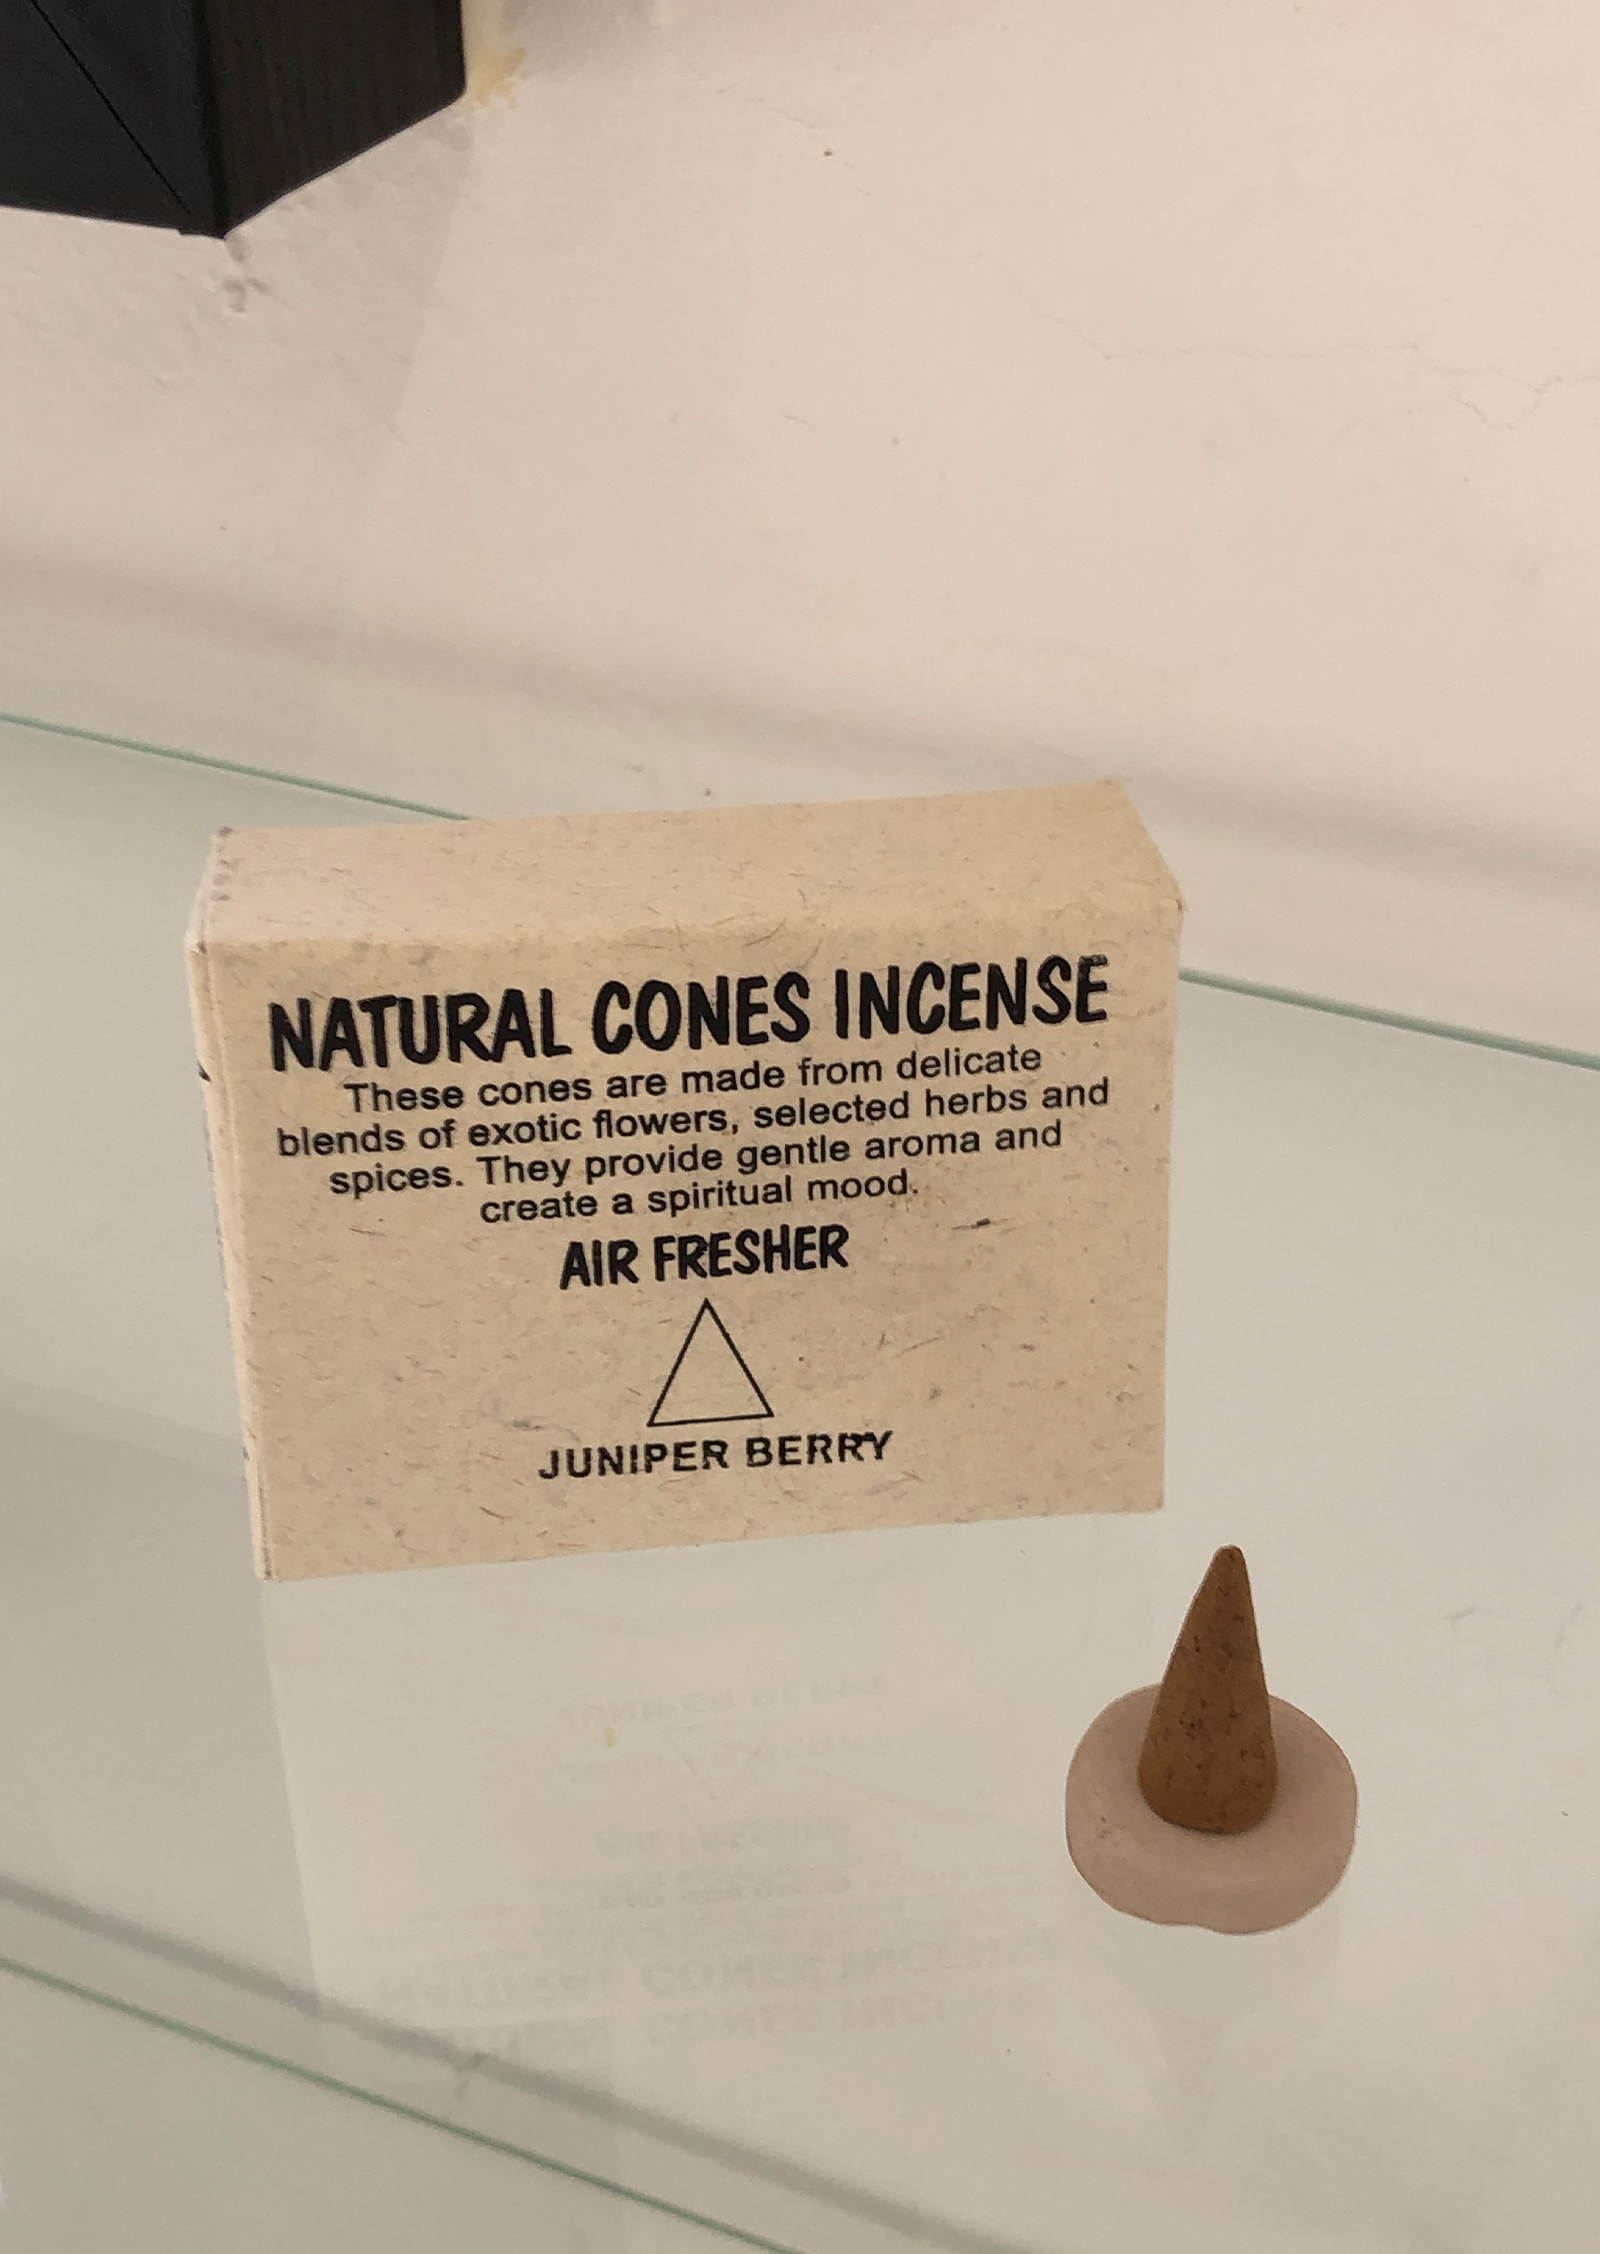 NATURAL CONES INCENSE
These cones are made from delicate
blends of exotic flowers, selected herbs and
spices. They provide gentle aroma and
create a spiritual mood.
AIR FRESHER
JUNIPER BERRY